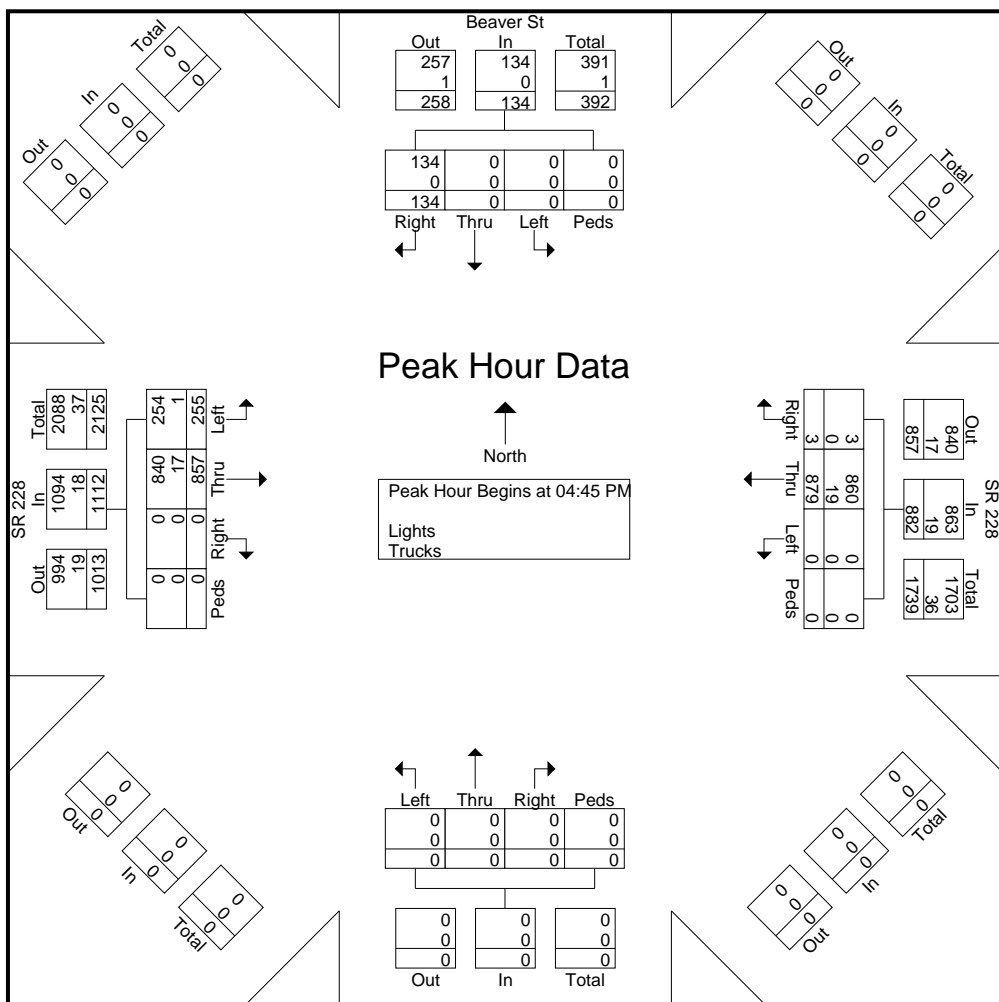 Beaver St
Out In Total
257 134 391
1 0 1
258 134 392
134 0 0 0
0 0 0 0
134 0 0 0
Right Thru Left Peds
Total
0
0
0
In
0
0
0
Out
0
0
0
Out
0
0
0
In
0
0
0
Total
0
0
0
Peak Hour Data
North
Peak Hour Begins at 04:45 PM
Lights
Trucks
SR 228
Out In Total
994 1094 2088
19 18 37
1013 1112 2125
Peds Right Thru Left
0 0 840 254
0 0 17 1
0 0 857 255
SR 228
Out In Total
840 863 1703
17 19 36
857 882 1739
Right Thru Left Peds
3 860 0 0
0 19 0 0
3 879 0 0
Left Thru Right Peds
0 0 0 0
0 0 0 0
0 0 0 0
0 0 0
0 0 0
0 0 0
Out In Total
Out
0
0
0
In
0
0
0
Total
0
0
0
Total
0
0
0
In
0
0
0
Out
0
0
0